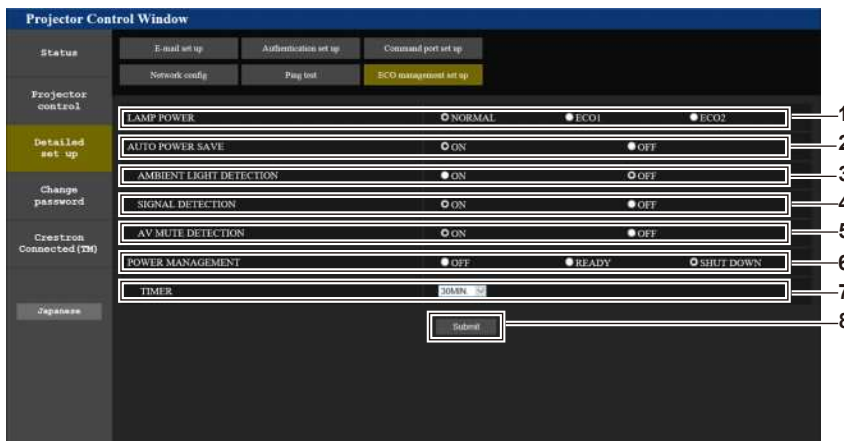 Projector Control Window
Status
E-mail set up
Authentication set up
Command port set up
Network config
Ping test
ECO management set up
Projector
control
LAMP POWER NORMAL ECO1 ECO2 1
Detailed
set up
AUTO POWER SAVE ON OFF 2
AMBIENT LIGHT DETECTION ON OFF 3
Change
password
SIGNAL DETECTION ON OFF 4
AV MUTE DETECTION ON OFF 5
Crestron
Connected(TM)
POWER MANAGEMENT OFF READY SHUT DOWN 6
TIMER 30MIN. 7
Japanese
Submit 8